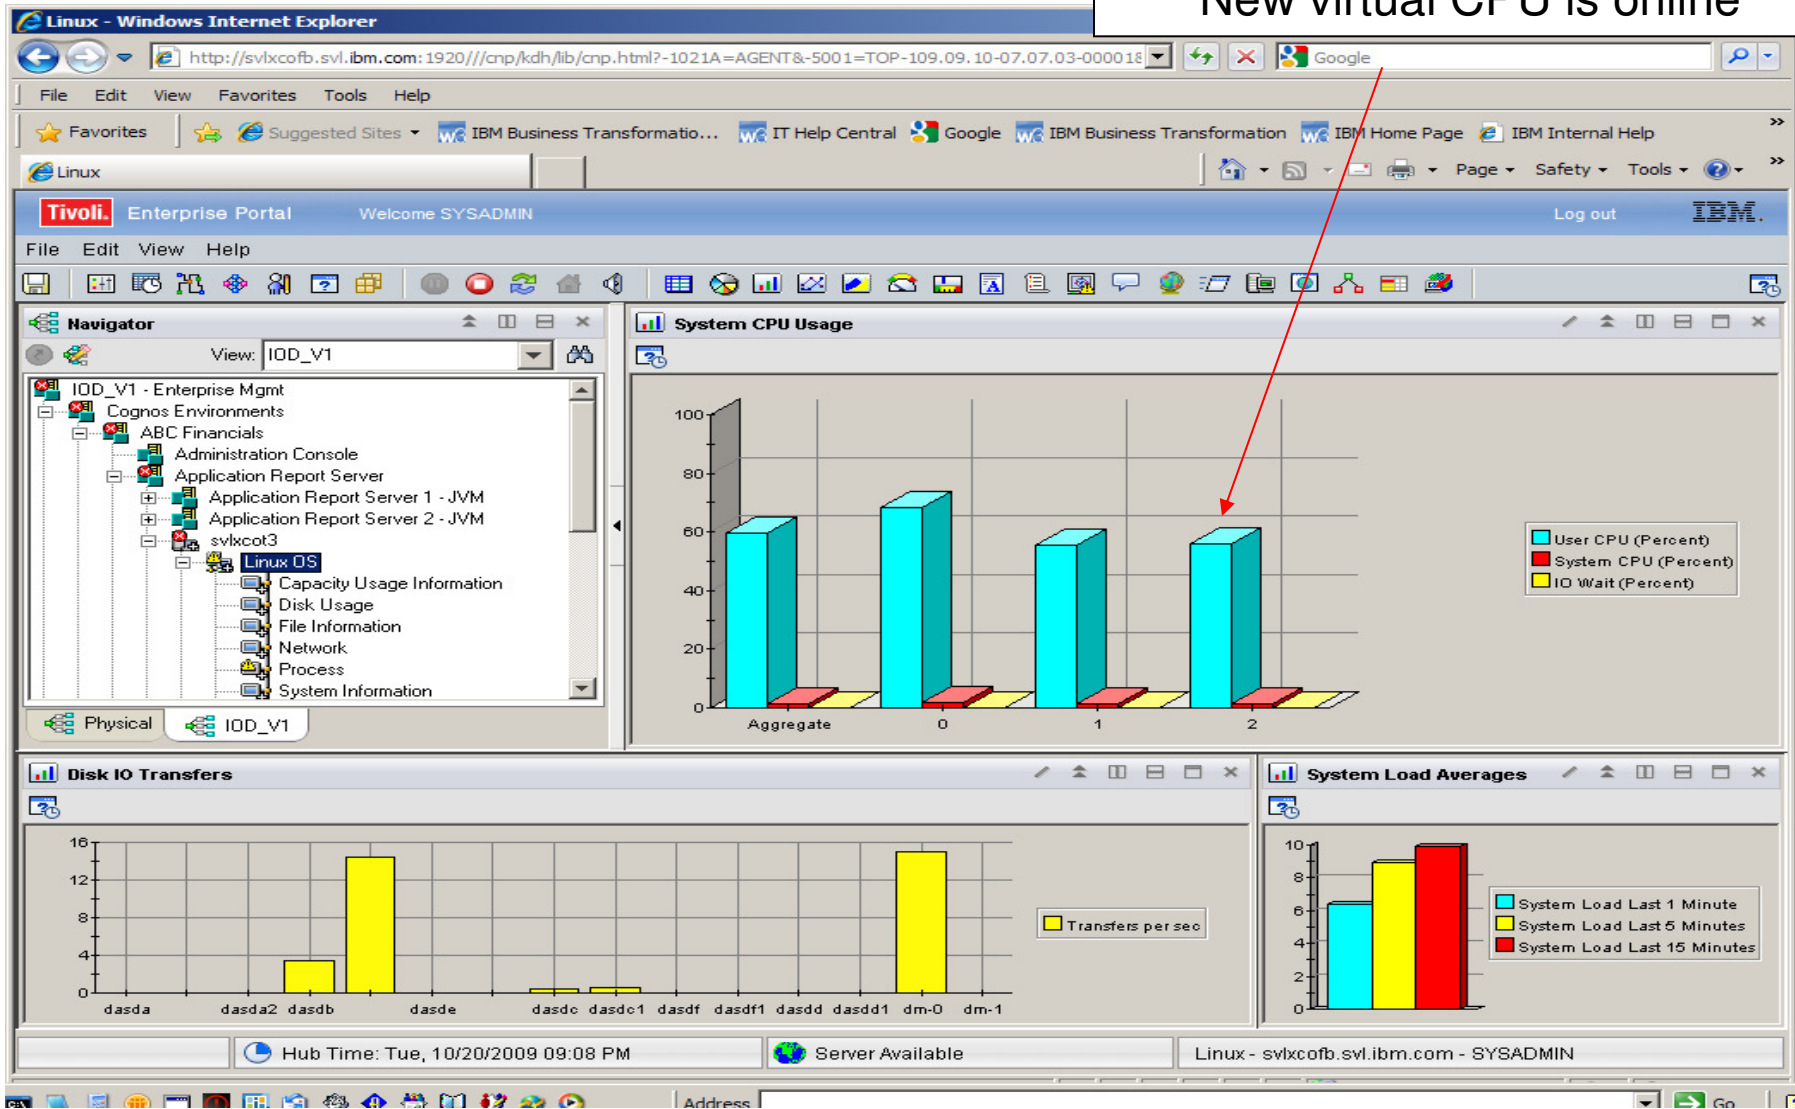 New virtual CPU is online
Linux - Windows Internet Explorer
http://svlxcofb.svl.ibm.com:1920///cnp/kdh/lib/cnp.html?-1021A=AGENT&-5001=TOP-109.09.10-07.07.03-000018
Google
File Edit View Favorites Tools Help
Favorites Suggested Sites IBM Business Transformatio... IT Help Central Google IBM Business Transformation IBM Home Page IBM Internal Help »
Linux Page Safety Tools »
Tivoli. Enterprise Portal Welcome SYSADMIN Log out IBM.
File Edit View Help
Navigator
View: IOD_V1
IOD_V1 - Enterprise Mgmt
Cognos Environments
ABC Financials
Administration Console
Application Report Server
Application Report Server 1 - JVM
Application Report Server 2 - JVM
svlxcot3
Linux OS
Capacity Usage Information
Disk Usage
File Information
Network
Process
System Information
Physical IOD_V1
System CPU Usage
100
80
60
40
20
0
Aggregate 0 1 2
User CPU (Percent)
System CPU (Percent)
IO Wait (Percent)
Disk IO Transfers
16
12
8
4
0
dasda dasda2 dasdb dasde dasdc dasdc1 dasdf dasdf1 dasdd dasdd1 dm-0 dm-1
Transfers per sec
System Load Averages
10
8
6
4
2
0
System Load Last 1 Minute
System Load Last 5 Minutes
System Load Last 15 Minutes
Hub Time: Tue, 10/20/2009 09:08 PM Server Available Linux - svlxcofb.svl.ibm.com - SYSADMIN
Address Go